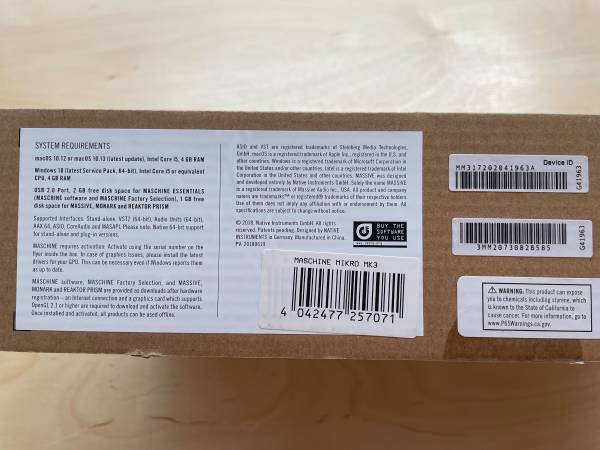 SYSTEM REQUIREMENTS
macOS 10.12 or macOS 10.13 (latest update), Intel Core i5, 4 GB RAM
Windows 10 (latest Service Pack, 64-bit), Intel Core i5 or equivalent
CPU, 4 GB RAM
USB 2.0 Port, 2 GB free disk space for MASCHINE ESSENTIALS
(MASCHINE software and MASCHINE Factory Selection), 1 GB free
disk space for MASSIVE, MONARK and REAKTOR PRISM
Supported Interfaces: Stand-alone, VST2 (64-bit), Audio Units (64-bit),
AAX 64, ASIO, CoreAudio and WASAPI. Please note: Native 64-bit support
for stand-alone and plug-in versions.
MASCHINE requires activation: Activate using the serial number on the
flyer inside the box. In case of graphics issues, please install the latest
drivers for your GPU. This can be necessary even if Windows reports them
as up to date.
MASCHINE software, MASCHINE Factory Selection, and MASSIVE,
MONARK and REAKTOR PRISM are provided as downloads after hardware
registration – an Internet connection and a graphics card which supports
OpenGL 2.1 or higher are required to download and activate the software.
Once installed and activated, all products can be used offline.
ASIO and VST are registered trademarks of Steinberg Media Technologies,
GmbH. macOS is a registered trademark of Apple Inc., registered in the U.S. and
other countries. Windows is a registered trademark of Microsoft Corporation in
the United States and/or other countries. Intel is a registered trademark of Intel
Corporation in the United States and other countries. MASSIVE was designed
and developed entirely by Native Instruments GmbH. Solely the name MASSIVE
is a registered trademark of Massive Audio Inc., USA. All product and company
names are trademarks™ or registered® trademarks of their respective holders.
Use of them does not imply any affiliation with or endorsement by them. All
specifications are subject to change without notice.
© 2018, Native Instruments GmbH. All rights
reserved. Patents pending. Designed by NATIVE
INSTRUMENTS in Germany. Manufactured in China.
PV 20180619
BUY THE
SOFTWARE
YOU USE
MASCHINE MIKRO MK3
4 042477 257071
Device ID
MM317202041963A
G41963
3MM20730828585
G41963
WARNING: This product can expose
you to chemicals including styrene, which
is known to the State of California to
cause cancer. For more information, go to
www.P65Warnings.ca.gov.